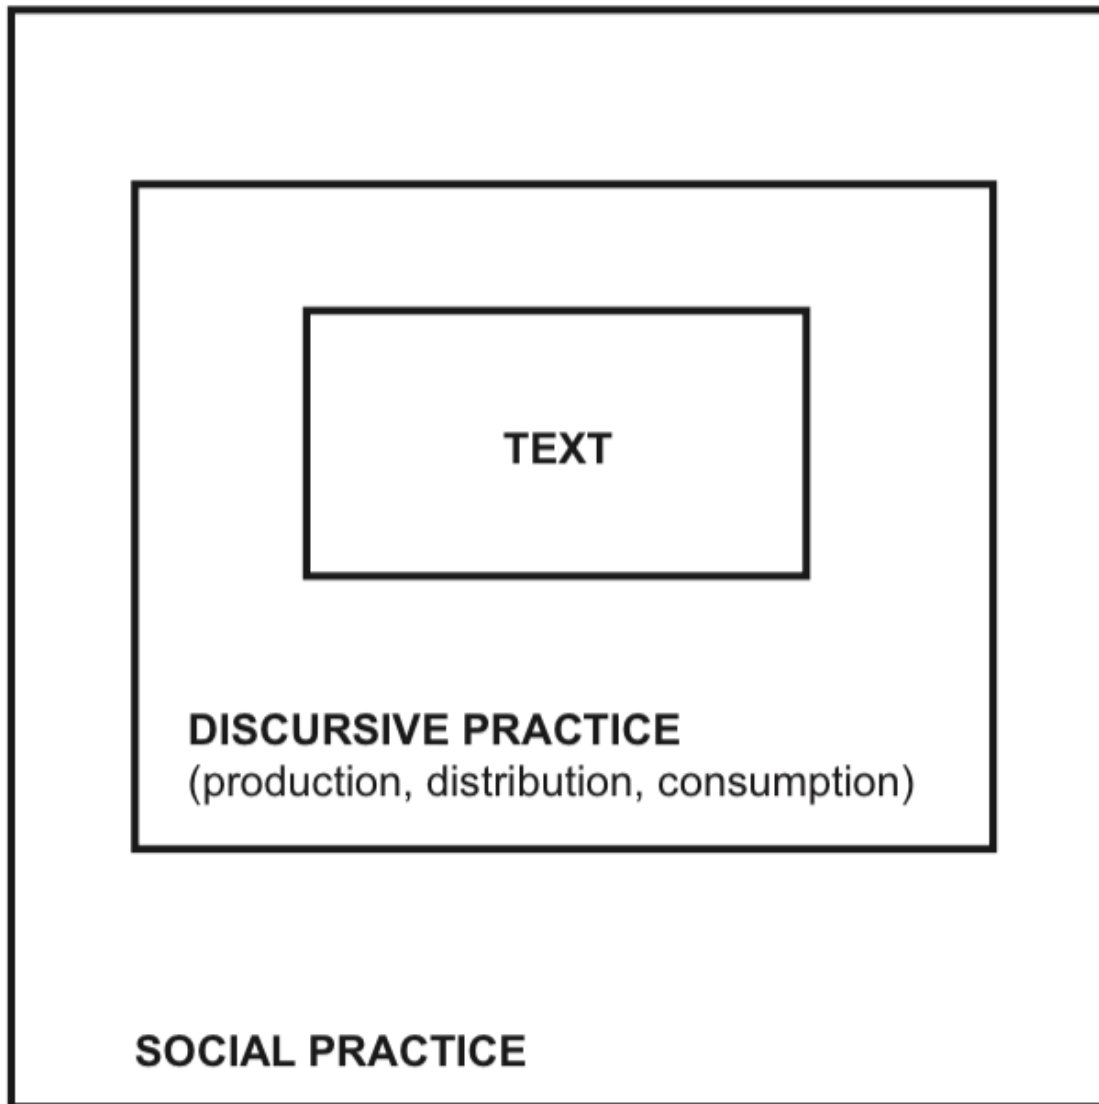 TEXT
DISCURSIVE PRACTICE
(production, distribution, consumption)
SOCIAL PRACTICE